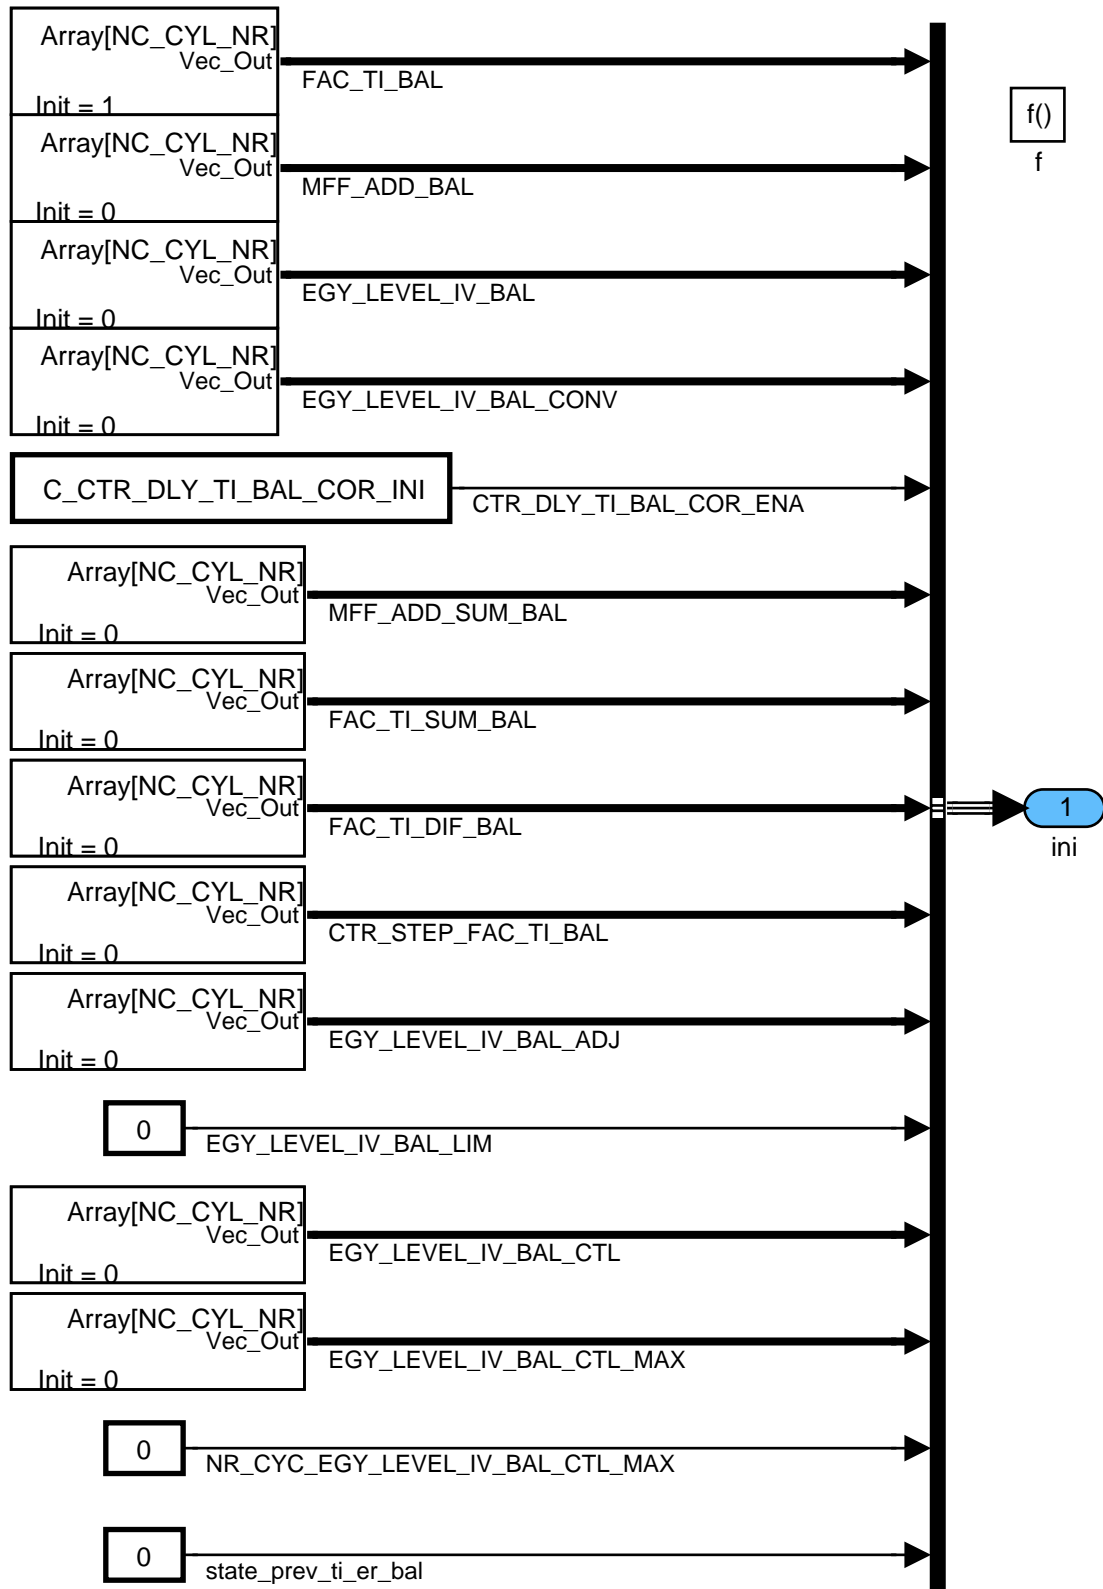 Array[NC_CYL_NR]
Vec_Out
FAC_TI_BAL
Init = 1
f()
f
Array[NC_CYL_NR]
Vec_Out
MFF_ADD_BAL
Init = 0
Array[NC_CYL_NR]
Vec_Out
EGY_LEVEL_IV_BAL
Init = 0
Array[NC_CYL_NR]
Vec_Out
EGY_LEVEL_IV_BAL_CONV
Init = 0
C_CTR_DLY_TI_BAL_COR_INI
CTR_DLY_TI_BAL_COR_ENA
Array[NC_CYL_NR]
Vec_Out
MFF_ADD_SUM_BAL
Init = 0
Array[NC_CYL_NR]
Vec_Out
FAC_TI_SUM_BAL
Init = 0
Array[NC_CYL_NR]
Vec_Out
FAC_TI_DIF_BAL
Init = 0
1
ini
Array[NC_CYL_NR]
Vec_Out
CTR_STEP_FAC_TI_BAL
Init = 0
Array[NC_CYL_NR]
Vec_Out
EGY_LEVEL_IV_BAL_ADJ
Init = 0
0
EGY_LEVEL_IV_BAL_LIM
Array[NC_CYL_NR]
Vec_Out
EGY_LEVEL_IV_BAL_CTL
Init = 0
Array[NC_CYL_NR]
Vec_Out
EGY_LEVEL_IV_BAL_CTL_MAX
Init = 0
0
NR_CYC_EGY_LEVEL_IV_BAL_CTL_MAX
0
state_prev_ti_er_bal